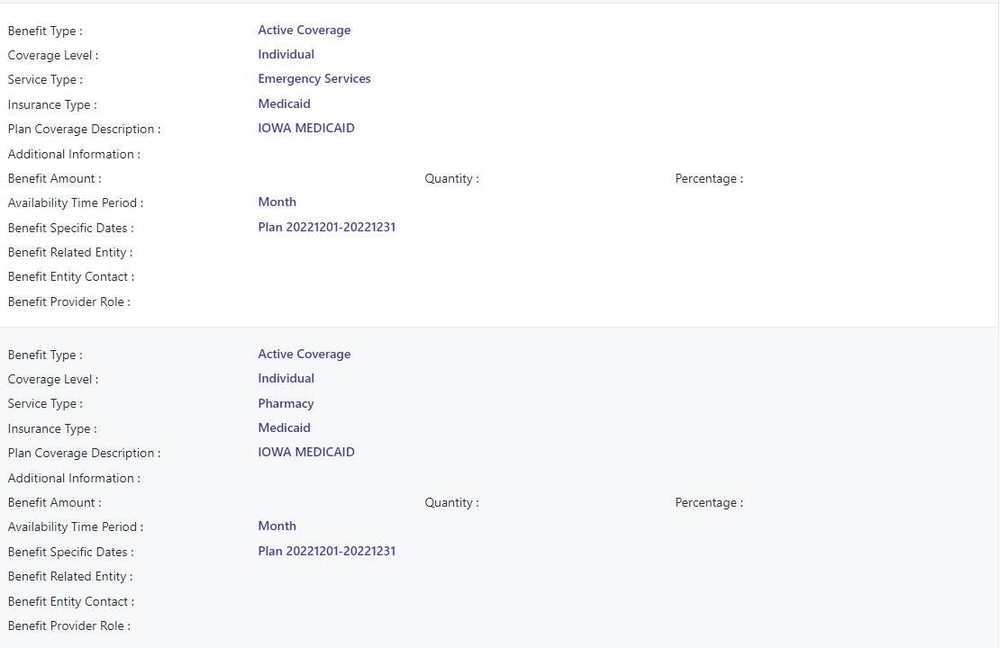 Benefit Type : Active Coverage
Coverage Level : Individual
Service Type : Emergency Services
Insurance Type : Medicaid
Plan Coverage Description : IOWA MEDICAID
Additional Information :
Benefit Amount : Quantity : Percentage :
Availability Time Period : Month
Benefit Specific Dates : Plan 20221201-20221231
Benefit Related Entity :
Benefit Entity Contact :
Benefit Provider Role :
Benefit Type : Active Coverage
Coverage Level : Individual
Service Type : Pharmacy
Insurance Type : Medicaid
Plan Coverage Description : IOWA MEDICAID
Additional Information :
Benefit Amount : Quantity : Percentage :
Availability Time Period : Month
Benefit Specific Dates : Plan 20221201-20221231
Benefit Related Entity :
Benefit Entity Contact :
Benefit Provider Role :